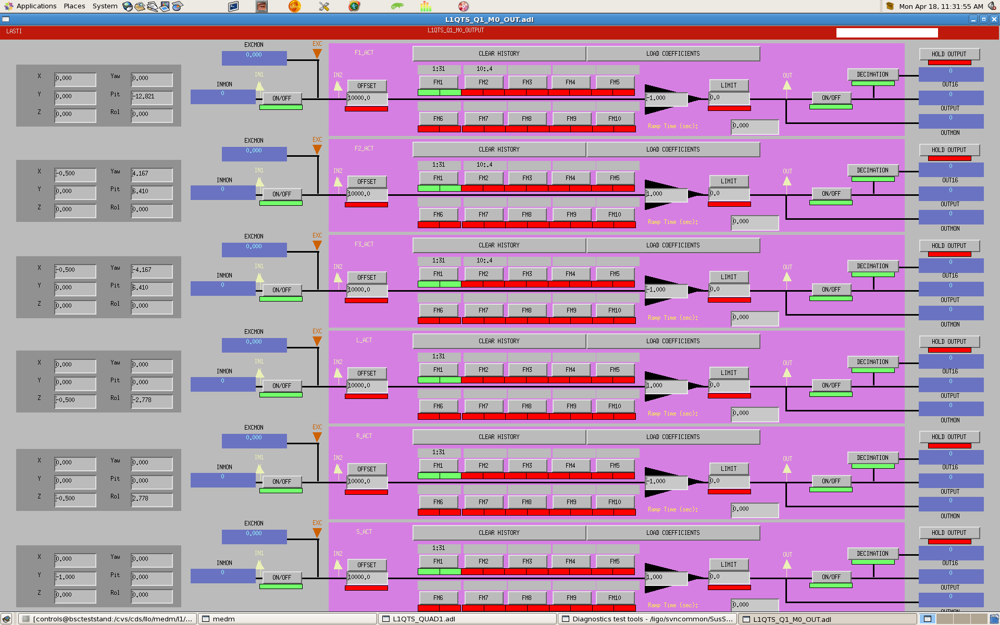 Applications Places System Mon Apr 18, 11:31:55 AM
L1QTS_Q1_M0_OUT.adl
LASTI L1QTS_Q1_M0_OUTPUT
EXCMON EXC F1_ACT CLEAR HISTORY LOAD COEFFICIENTS HOLD OUTPUT
0.000
1:31 10:.4 0
X 0.000 Yaw 0.000 INMON IN1 IN2 OFFSET FM1 FM2 FM3 FM4 FM5 LIMIT OUT DECIMATION OUT16
Y 0.000 Pit -12.821 0 ON/OFF 10000.0 -1.000 0.0 ON/OFF 0
Z 0.000 Rol 0.000 OUTPUT
FM6 FM7 FM8 FM9 FM10 0
Ramp Time (sec): 0.000 OUTMON
EXCMON EXC F2_ACT CLEAR HISTORY LOAD COEFFICIENTS HOLD OUTPUT
0.000
1:31 10:.4 0
X -0.500 Yaw 4.167 INMON IN1 IN2 OFFSET FM1 FM2 FM3 FM4 FM5 LIMIT OUT DECIMATION OUT16
Y 0.000 Pit 6.410 0 ON/OFF 10000.0 1.000 0.0 ON/OFF 0
Z 0.000 Rol 0.000 OUTPUT
FM6 FM7 FM8 FM9 FM10 0
Ramp Time (sec): 0.000 OUTMON
EXCMON EXC F3_ACT CLEAR HISTORY LOAD COEFFICIENTS HOLD OUTPUT
0.000
1:31 10:.4 0
X -0.500 Yaw -4.167 INMON IN1 IN2 OFFSET FM1 FM2 FM3 FM4 FM5 LIMIT OUT DECIMATION OUT16
Y 0.000 Pit 6.410 0 ON/OFF 10000.0 -1.000 0.0 ON/OFF 0
Z 0.000 Rol 0.000 OUTPUT
FM6 FM7 FM8 FM9 FM10 0
Ramp Time (sec): 0.000 OUTMON
EXCMON EXC L_ACT CLEAR HISTORY LOAD COEFFICIENTS HOLD OUTPUT
0.000
1:31 0
X 0.000 Yaw 0.000 INMON IN1 IN2 OFFSET FM1 FM2 FM3 FM4 FM5 LIMIT OUT DECIMATION OUT16
Y 0.000 Pit 0.000 0 ON/OFF 10000.0 1.000 0.0 ON/OFF 0
Z -0.500 Rol -2.778 OUTPUT
FM6 FM7 FM8 FM9 FM10 0
Ramp Time (sec): 0.000 OUTMON
EXCMON EXC R_ACT CLEAR HISTORY LOAD COEFFICIENTS HOLD OUTPUT
0.000
1:31 0
X 0.000 Yaw 0.000 INMON IN1 IN2 OFFSET FM1 FM2 FM3 FM4 FM5 LIMIT OUT DECIMATION OUT16
Y 0.000 Pit 0.000 0 ON/OFF 10000.0 -1.000 0.0 ON/OFF 0
Z -0.500 Rol 2.778 OUTPUT
FM6 FM7 FM8 FM9 FM10 0
Ramp Time (sec): 0.000 OUTMON
EXCMON EXC S_ACT CLEAR HISTORY LOAD COEFFICIENTS HOLD OUTPUT
0.000
1:31 0
X 0.000 Yaw 0.000 INMON IN1 IN2 OFFSET FM1 FM2 FM3 FM4 FM5 LIMIT OUT DECIMATION OUT16
Y -1.000 Pit 0.000 0 ON/OFF 10000.0 1.000 0.0 ON/OFF 0
Z 0.000 Rol 0.000 OUTPUT
FM6 FM7 FM8 FM9 FM10 0
Ramp Time (sec): 0.000 OUTMON
[controls@bscteststand:/cvs/cds/llo/medm/l1/... medm L1QTS_QUAD1.adl Diagnostics test tools - /ligo/svncommon/SusS... L1QTS_Q1_M0_OUT.adl